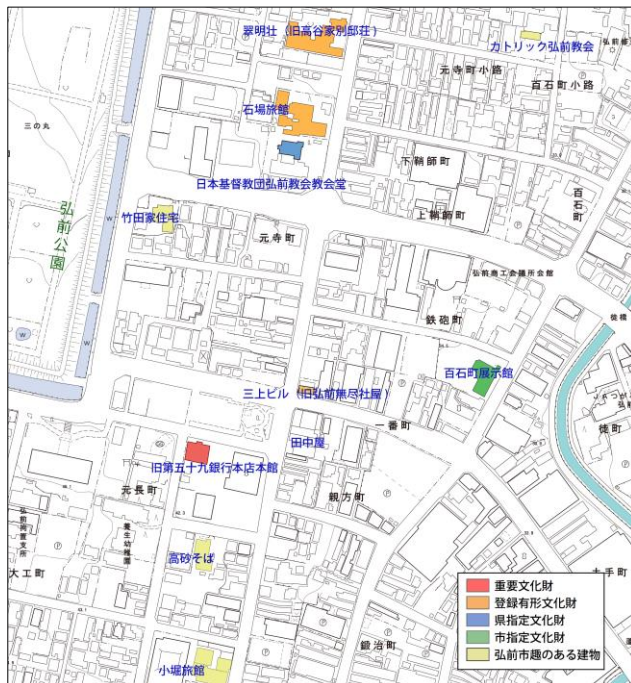 翠明荘（旧高谷家別邸荘）
カトリック弘前教会
元寺町小路
百石町小路
石場旅館
三の丸
下鞘師町
日本基督教団弘前教会教会堂
百石町
竹田家住宅
上鞘師町
弘前公園
元寺町
弘前商工会議所会館
鉄砲町
百石町展示館
三上ビル（旧弘前無尽社屋）
一番町
徒町
田中屋
旧第五十九銀行本店本館
元長町
親方町
養生幼稚園
大工町
高砂そば
土手町
鍛冶町
小堀旅館
重要文化財
登録有形文化財
県指定文化財
市指定文化財
弘前市趣のある建物